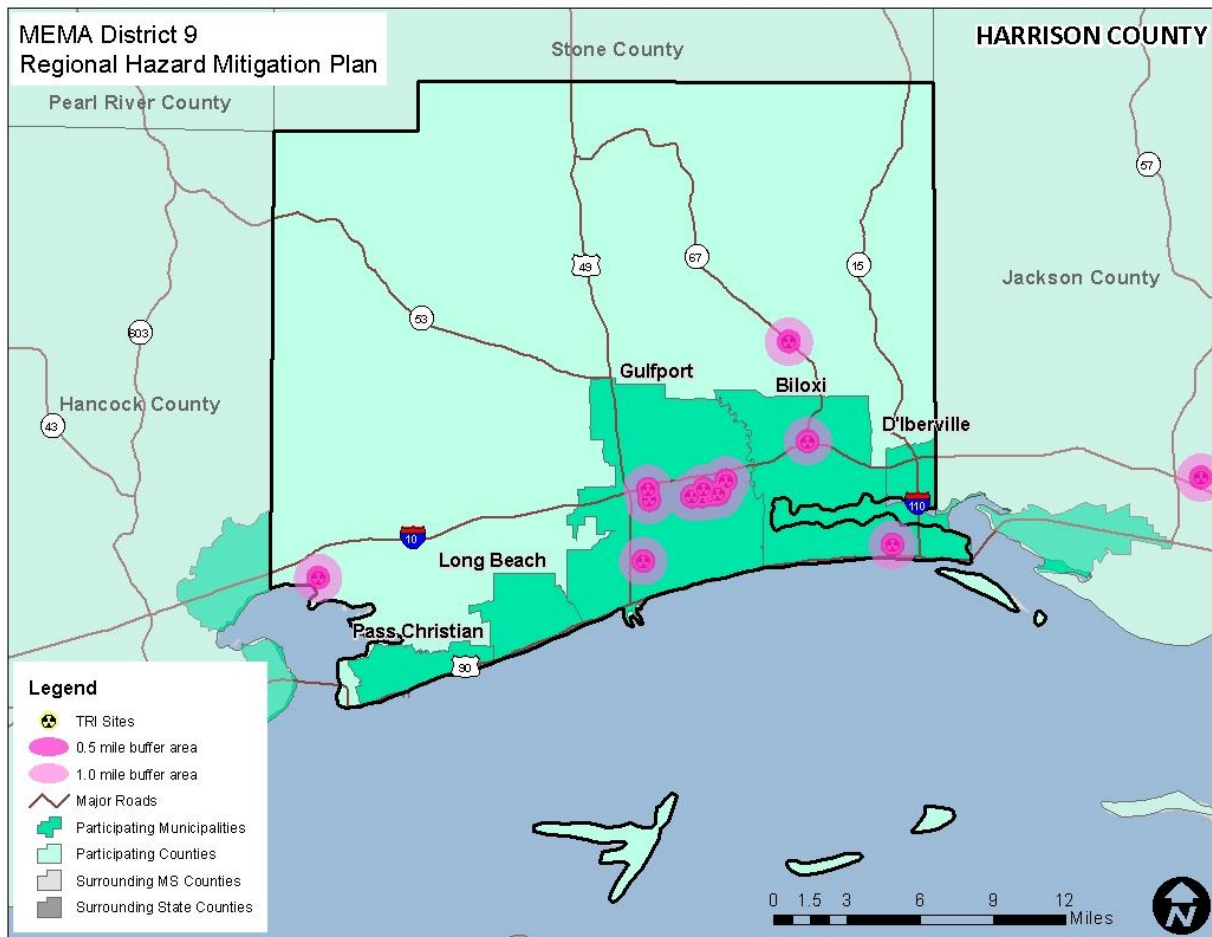 MEMA District 9
Regional Hazard Mitigation Plan
HARRISON COUNTY
Stone County
Pearl River County
57
49
67
15
Jackson County
53
603
Gulfport
Biloxi
Hancock County
43
D'Iberville
110
10
Long Beach
Pass Christian
90
Legend
TRI Sites
0.5 mile buffer area
1.0 mile buffer area
Major Roads
Participating Municipalities
Participating Counties
Surrounding MS Counties
Surrounding State Counties
0 1.5 3 6 9 12
Miles
N